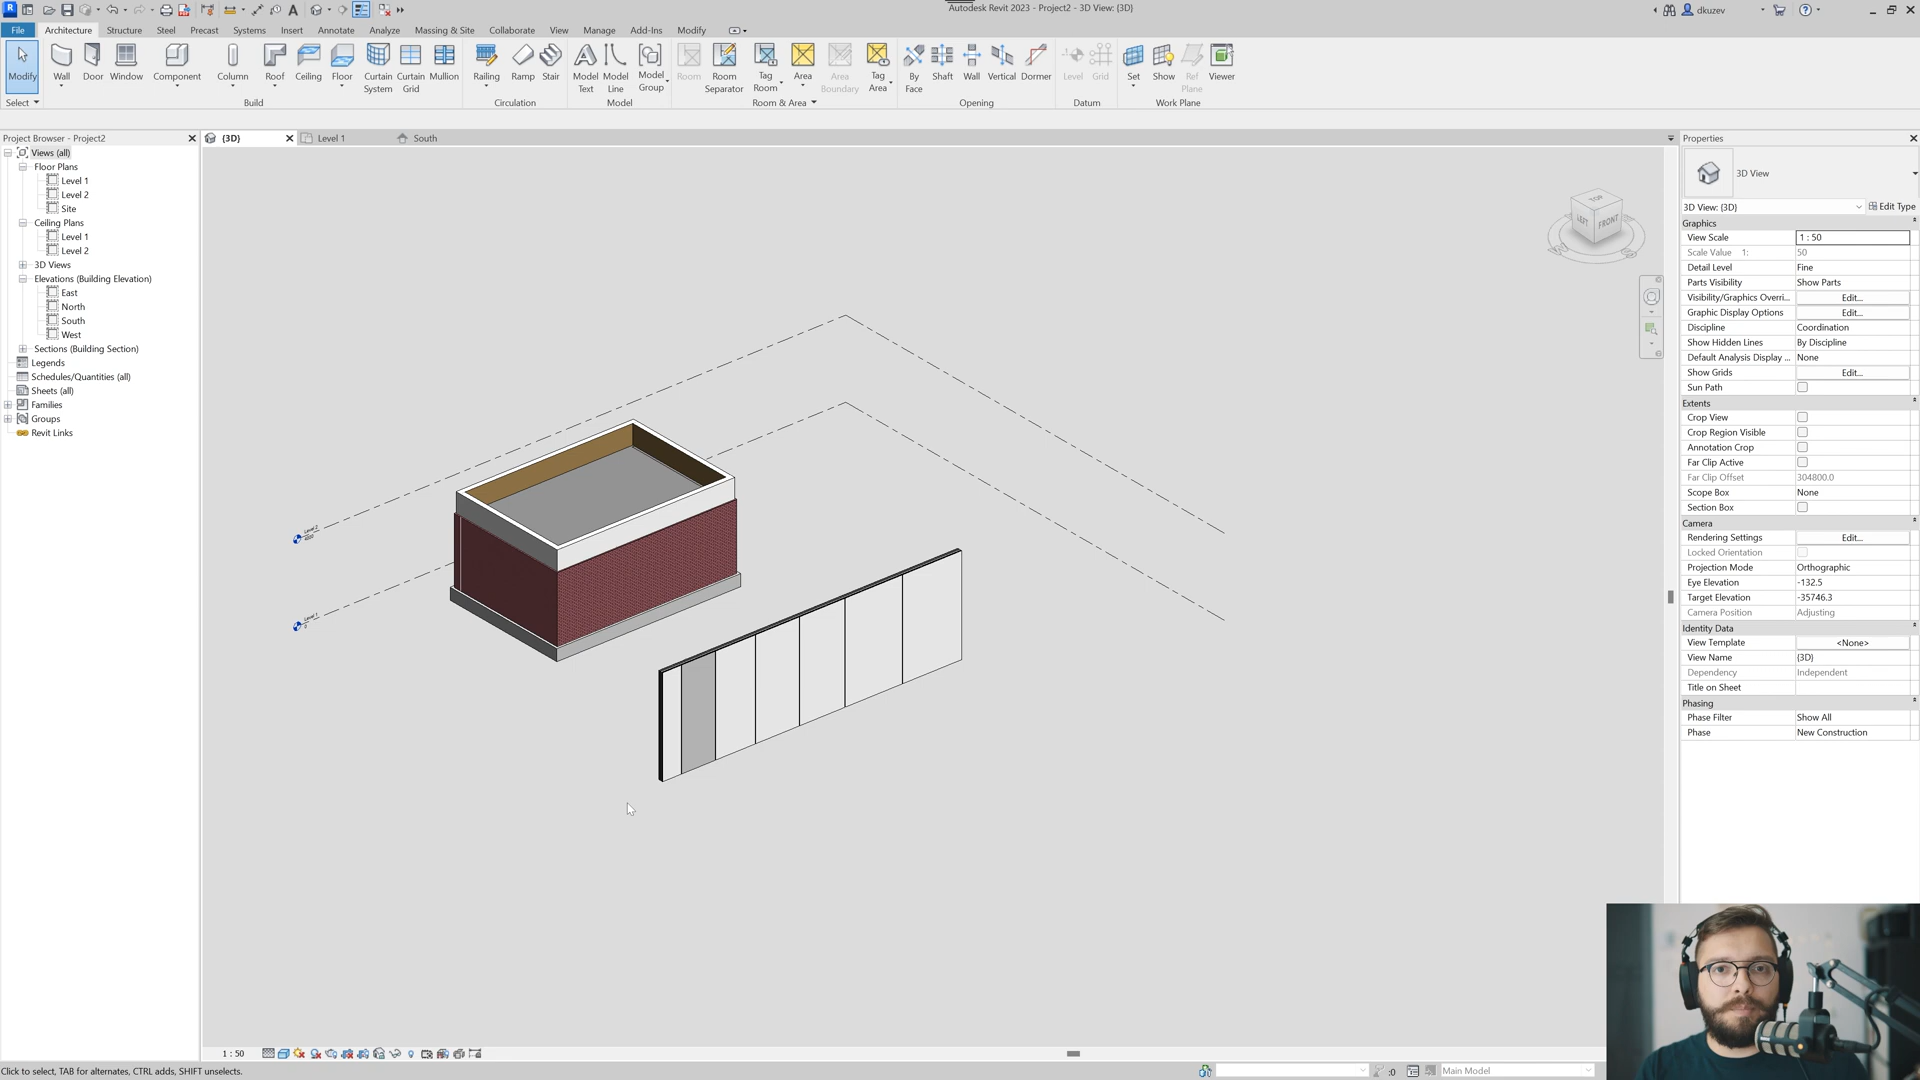 Autodesk Revit 2023 - Project2 - 3D View: {3D}
dkuzev
File Architecture Structure Steel Precast Systems Insert Annotate Analyze Massing & Site Collaborate View Manage Add-Ins Modify
Modify Wall Door Window Component Column Roof Ceiling Floor Curtain System Curtain Grid Mullion Railing Ramp Stair Model Text Model Line Model Group Room Room Separator Tag Room Area Area Boundary Tag Area By Face Shaft Wall Vertical Dormer Level Grid Set Show Ref Plane Viewer
Select Build Circulation Model Room & Area Opening Datum Work Plane
Project Browser - Project2
{3D} Level 1 South
Views (all)
Floor Plans
Level 1
Level 2
Site
Ceiling Plans
Level 1
Level 2
3D Views
Elevations (Building Elevation)
East
North
South
West
Sections (Building Section)
Legends
Schedules/Quantities (all)
Sheets (all)
Families
Groups
Revit Links
TOP
LEFT FRONT
Level 2
Level 1
Properties
3D View
3D View: {3D} Edit Type
Graphics
View Scale 1 : 50
Scale Value 1: 50
Detail Level Fine
Parts Visibility Show Parts
Visibility/Graphics Overri... Edit...
Graphic Display Options Edit...
Discipline Coordination
Show Hidden Lines By Discipline
Default Analysis Display ... None
Show Grids Edit...
Sun Path
Extents
Crop View
Crop Region Visible
Annotation Crop
Far Clip Active
Far Clip Offset 304800.0
Scope Box None
Section Box
Camera
Rendering Settings Edit...
Locked Orientation
Projection Mode Orthographic
Eye Elevation -132.5
Target Elevation -35746.3
Camera Position Adjusting
Identity Data
View Template <None>
View Name {3D}
Dependency Independent
Title on Sheet
Phasing
Phase Filter Show All
Phase New Construction
1 : 50
Click to select, TAB for alternates, CTRL adds, SHIFT unselects.
:0 Main Model